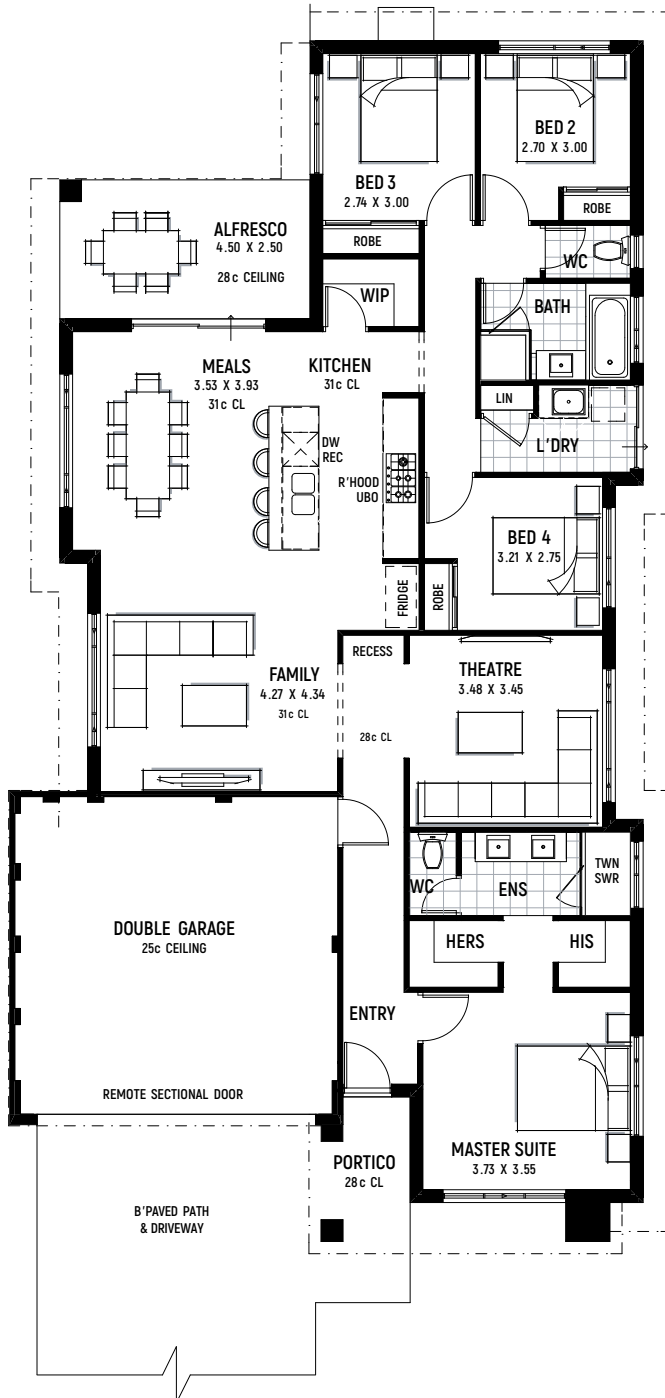 BED 2
2.70 X 3.00
BED 3
2.74 X 3.00
ROBE
ROBE
ALFRESCO
4.50 X 2.50
28c CEILING
WC
WIP
BATH
MEALS
3.53 X 3.93
31c CL
KITCHEN
31c CL
LIN
DW
REC
L'DRY
R'HOOD
UBO
BED 4
3.21 X 2.75
FRIDGE
ROBE
RECESS
FAMILY
4.27 X 4.34
31c CL
THEATRE
3.48 X 3.45
28c CL
WC
ENS
TWN
SWR
DOUBLE GARAGE
25c CEILING
HERS
HIS
ENTRY
REMOTE SECTIONAL DOOR
MASTER SUITE
3.73 X 3.55
PORTICO
28c CL
B'PAVED PATH
& DRIVEWAY